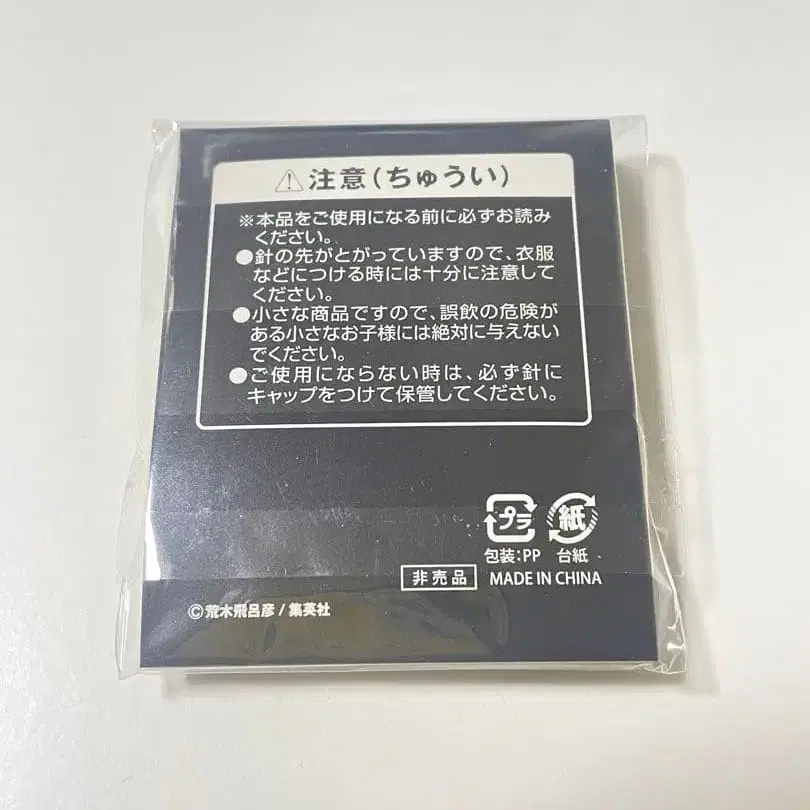 ⚠注意(ちゅうい)
※本品をご使用になる前に必ずお読み
ください。
●針の先がとがっていますので、衣服
などにつける時には十分に注意して
ください。
●小さな商品ですので、誤飲の危険が
ある小さなお子様には絶対に与えない
でください。
●ご使用にならない時は、必ず針に
キャップをつけて保管してください。
プラ 紙
包装:PP 台紙
非売品 MADE IN CHINA
©荒木飛呂彦/集英社